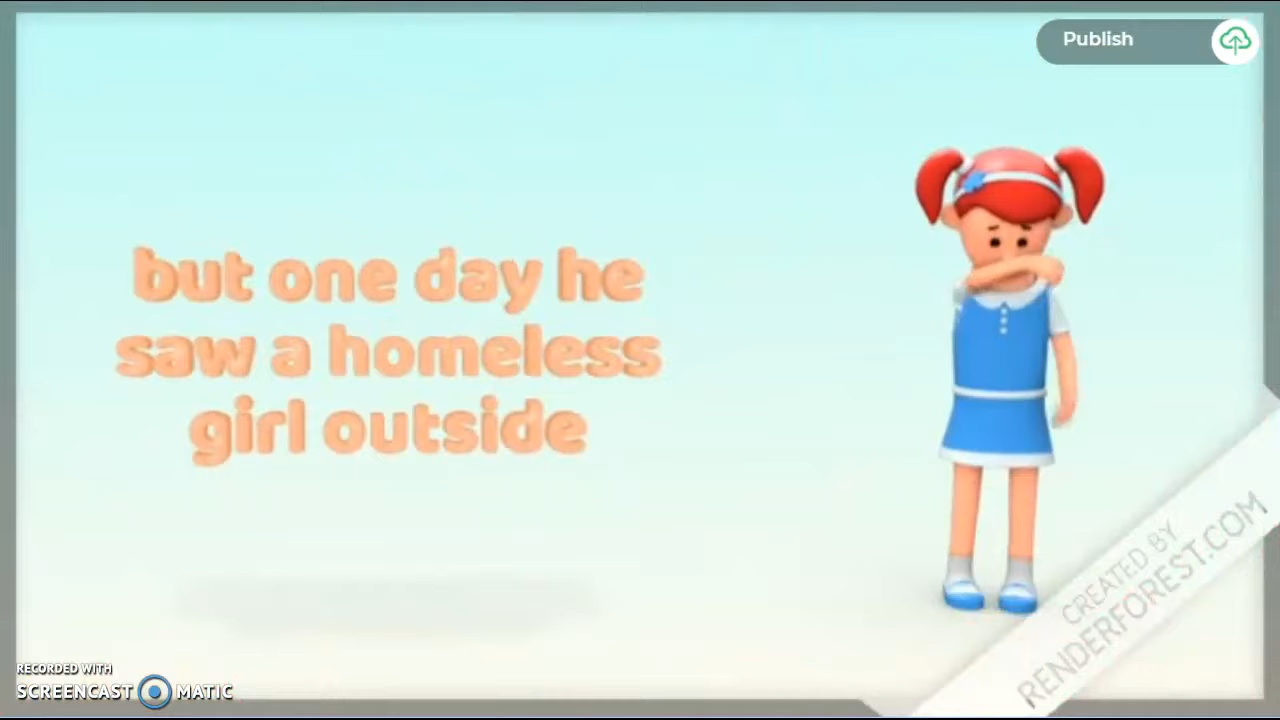 Publish
but one day he
saw a homeless
girl outside
CREATED BY
RENDERFOREST.COM
RECORDED WITH
SCREENCAST MATIC